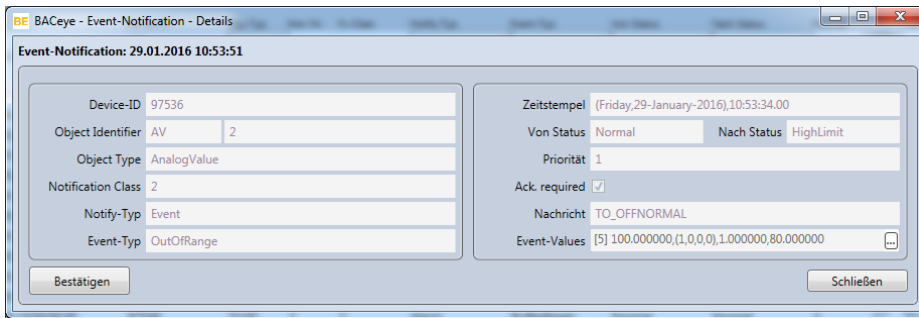 BE BACeye - Event-Notification - Details
Event-Notification: 29.01.2016 10:53:51
Device-ID 97536
Object Identifier AV 2
Object Type AnalogValue
Notification Class 2
Notify-Typ Event
Event-Typ OutOfRange
Zeitstempel (Friday,29-January-2016),10:53:34.00
Von Status Normal Nach Status HighLimit
Priorität 1
Ack. required
Nachricht TO_OFFNORMAL
Event-Values [5] 100.000000,(1,0,0,0),1.000000,80.000000 ...
Bestätigen Schließen